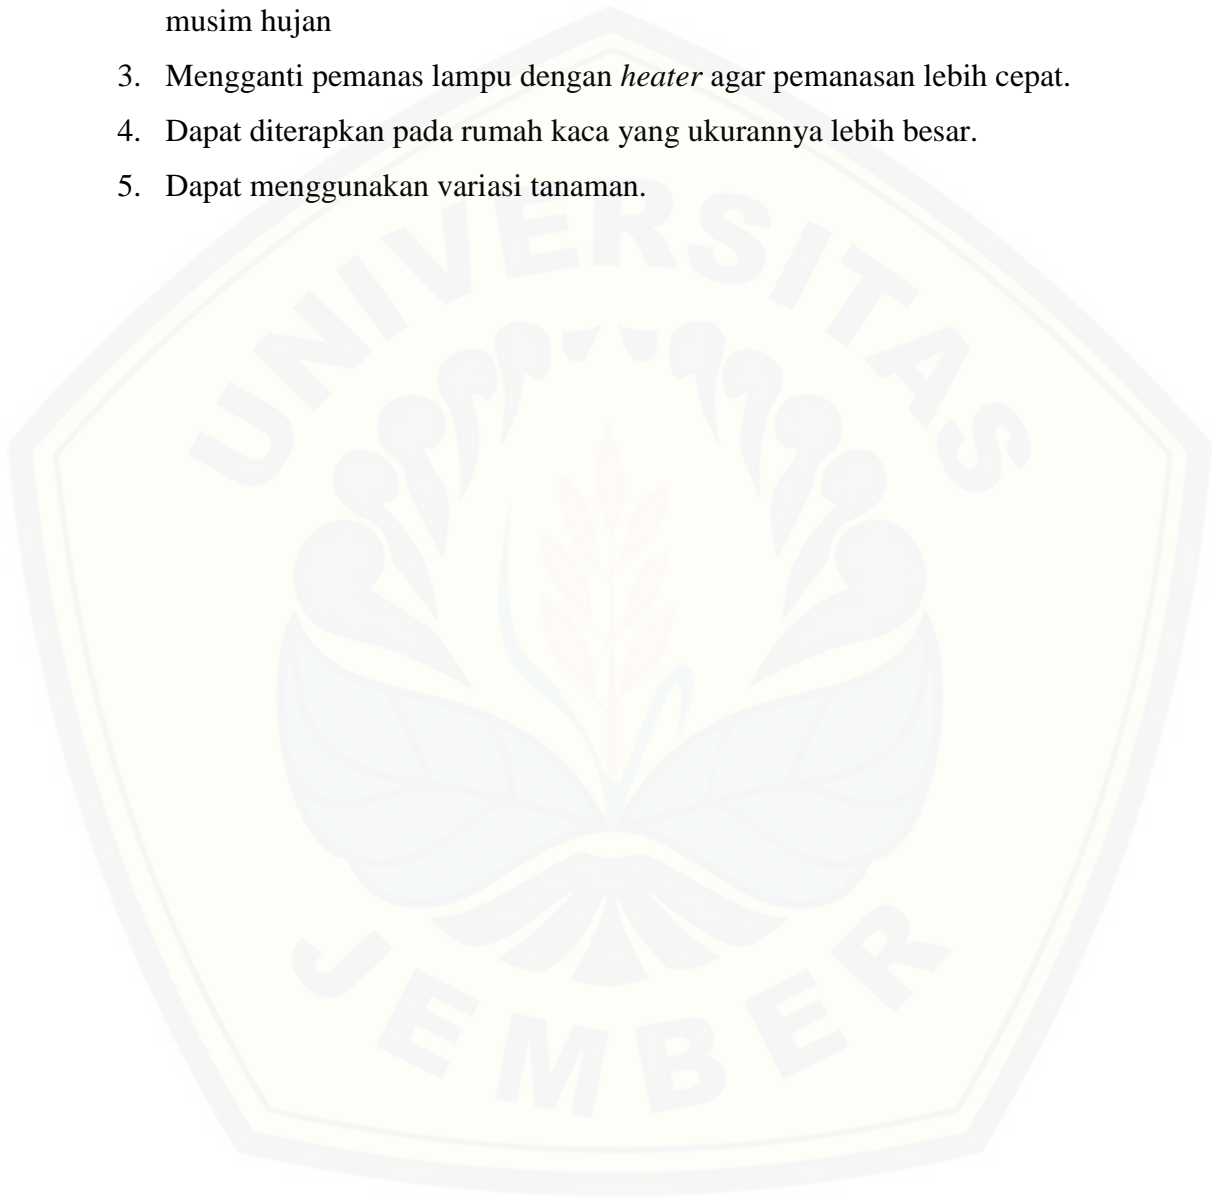 musim hujan
3. Mengganti pemanas lampu dengan heater agar pemanasan lebih cepat.
4. Dapat diterapkan pada rumah kaca yang ukurannya lebih besar.
5. Dapat menggunakan variasi tanaman.
UNIVERSITAS
JEMBER